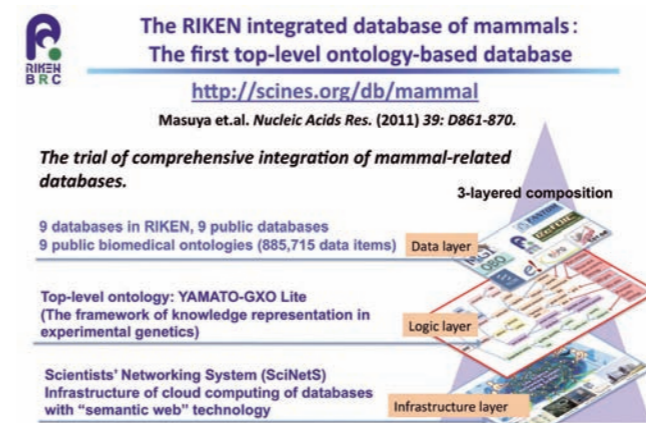 The RIKEN integrated database of mammals:
The first top-level ontology-based database
RIKEN
BRC
http://scines.org/db/mammal
Masuya et.al. Nucleic Acids Res. (2011) 39: D861-870.
The trial of comprehensive integration of mammal-related
databases.
3-layered composition
9 databases in RIKEN, 9 public databases
9 public biomedical ontologies (885,715 data items)
Data layer
MGI
OBO
e!
Top-level ontology: YAMATO-GXO Lite
(The framework of knowledge representation in
experimental genetics)
Logic layer
Scientists' Networking System (SciNetS)
Infrastructure of cloud computing of databases
with "semantic web" technology
Infrastructure layer